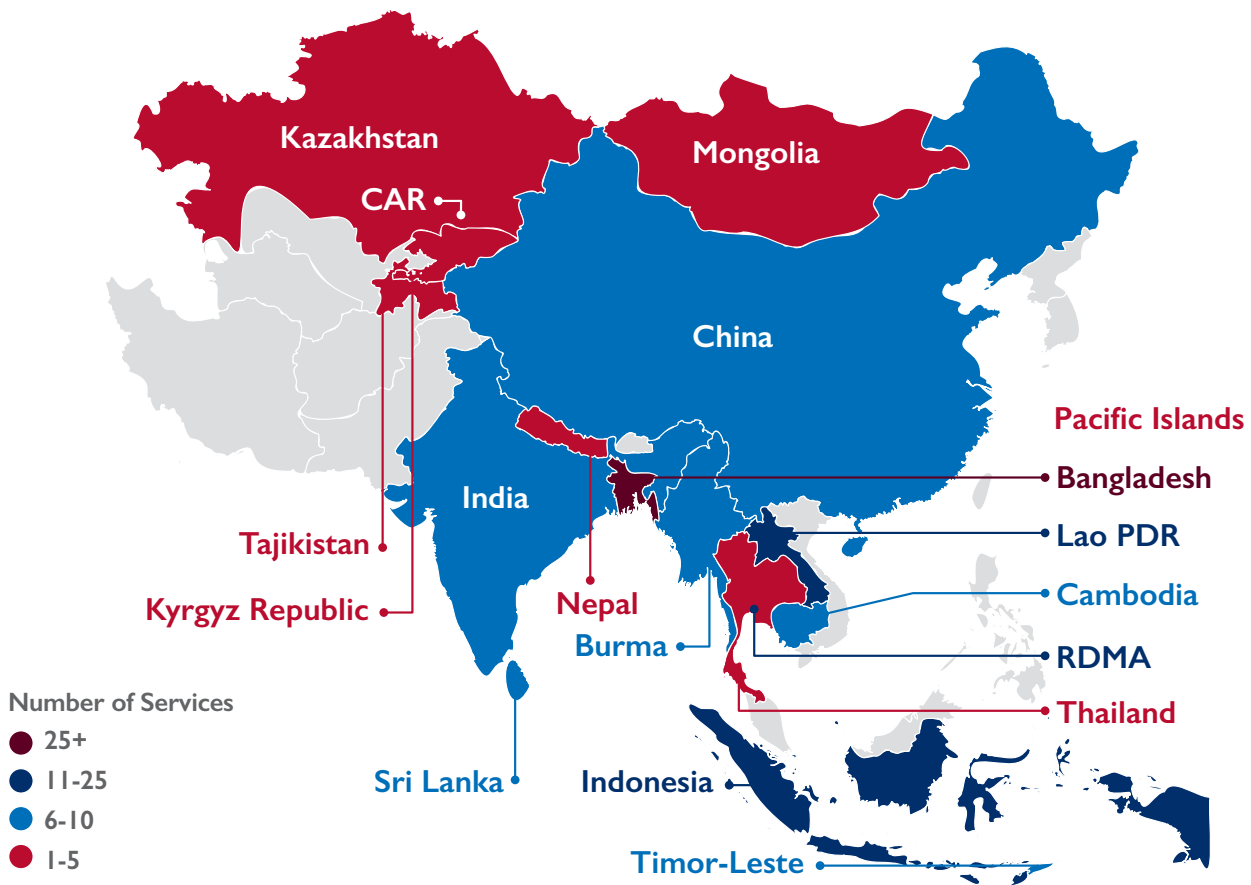 Kazakhstan
Mongolia
CAR
China
Pacific Islands
Bangladesh
India
Lao PDR
Tajikistan
Cambodia
Kyrgyz Republic
Nepal
Burma
RDMA
Thailand
Number of Services
25+
11-25
6-10
1-5
Sri Lanka
Indonesia
Timor-Leste